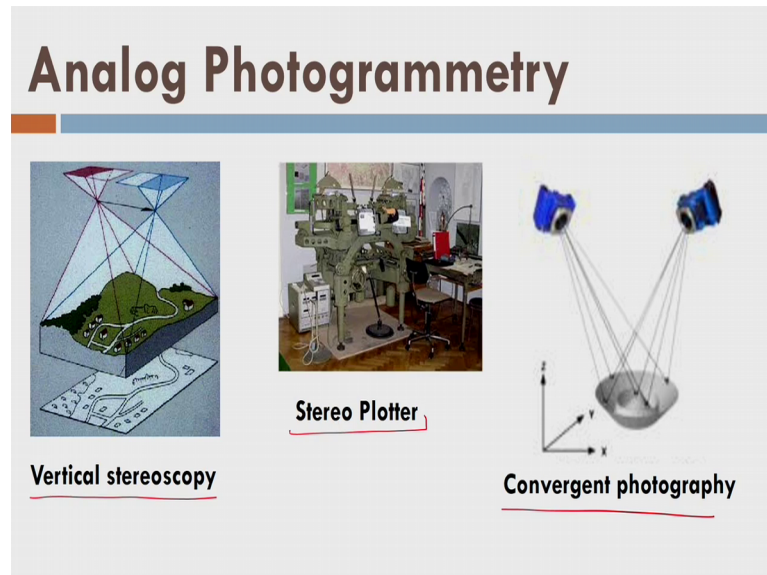 Analog Photogrammetry
Vertical stereoscopy
Stereo Plotter
Z
Y
X
Convergent photography